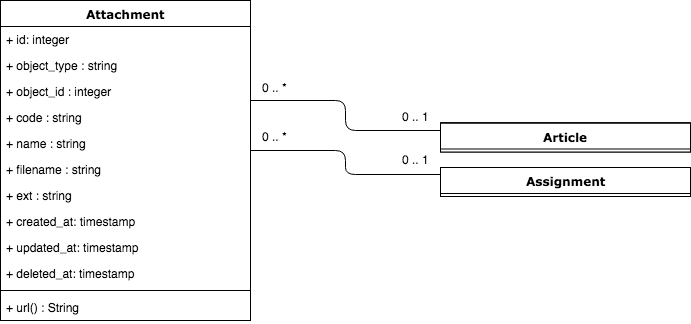 Attachment
+ id: integer
+ object_type : string
+ object_id : integer
+ code : string
+ name : string
+ filename : string
+ ext : string
+ created_at: timestamp
+ updated_at: timestamp
+ deleted_at: timestamp
+ url() : String
0 .. *
0 .. 1
Article
0 .. *
0 .. 1
Assignment